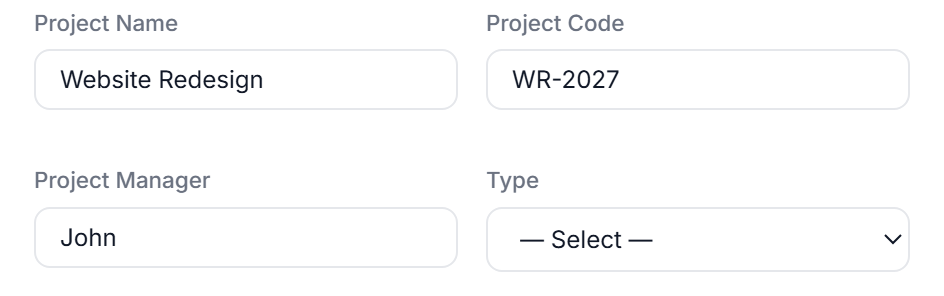 Project Name
Project Code
Website Redesign
WR-2027
Project Manager
Type
John
— Select —